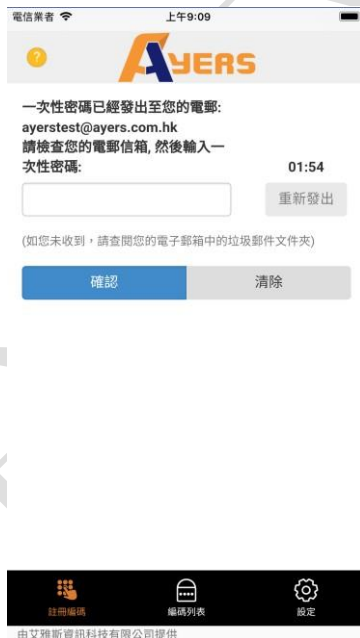 電信業者 上午9:09
?
AYERS
一次性密碼已經發出至您的電郵:
ayerstest@ayers.com.hk
請檢查您的電郵信箱, 然後輸入一
次性密碼: 01:54
重新發出
(如您未收到，請查閱您的電子郵箱中的垃圾郵件文件夾)
確認 清除
註冊編碼 編碼列表 設定
由艾雅斯資訊科技有限公司提供